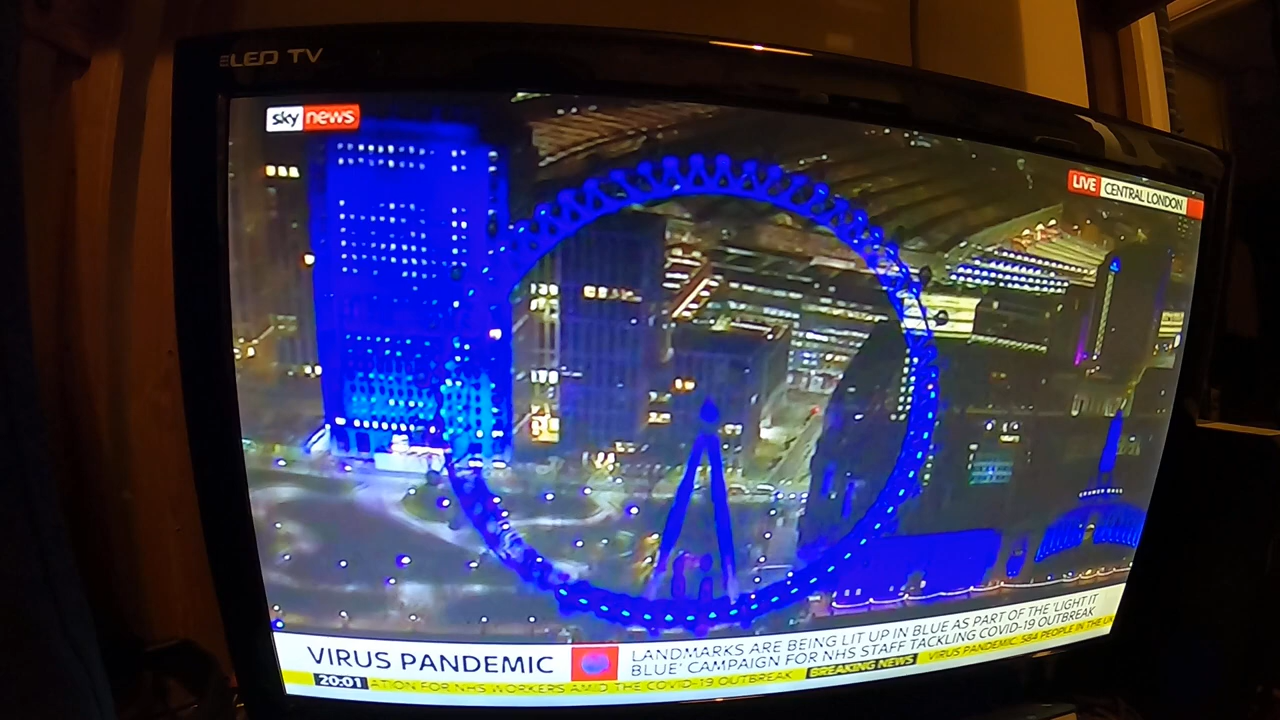 LED TV
sky news
LIVE CENTRAL LONDON
VIRUS PANDEMIC
LANDMARKS ARE BEING LIT UP IN BLUE AS PART OF THE 'LIGHT IT
BLUE' CAMPAIGN FOR NHS STAFF TACKLING COVID-19 OUTBREAK
20:01 ATION FOR NHS WORKERS AMID THE COVID-19 OUTBREAK BREAKING NEWS VIRUS PANDEMIC: 584 PEOPLE IN THE UK